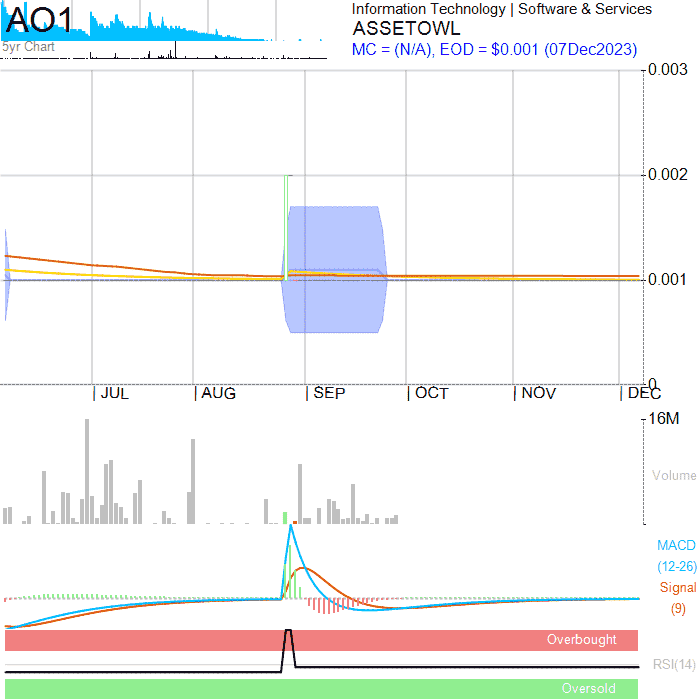 AO1
5yr Chart
Information Technology | Software & Services
ASSETOWL
MC = (N/A), EOD = $0.001 (07Dec2023)
0.003
0.002
0.001
0
JUL AUG SEP OCT NOV DEC
16M
Volume
MACD
(12-26)
Signal
(9)
Overbought
RSI(14)
Oversold